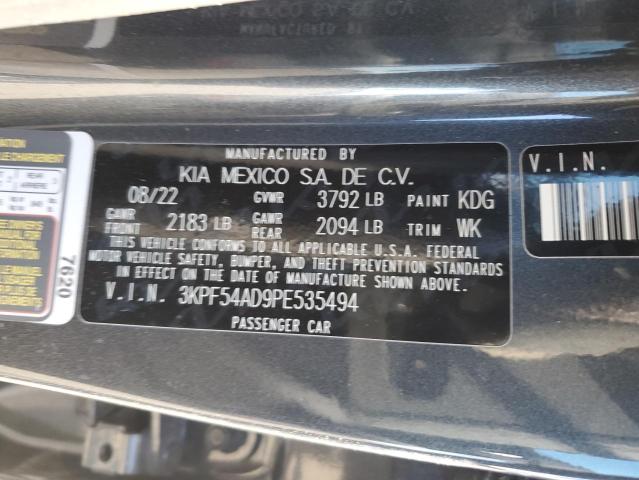 MANUFACTURED BY
KIA MEXICO S.A. DE C.V.
08/22 GVWR 3792 LB PAINT KDG
GAWR FRONT 2183 LB GAWR REAR 2094 LB TRIM WK
THIS VEHICLE CONFORMS TO ALL APPLICABLE U.S.A. FEDERAL
MOTOR VEHICLE SAFETY, BUMPER, AND THEFT PREVENTION STANDARDS
IN EFFECT ON THE DATE OF MANUFACTURE SHOWN ABOVE.
V.I.N. 3KPF54AD9PE535494
PASSENGER CAR
V.I.N.
7620